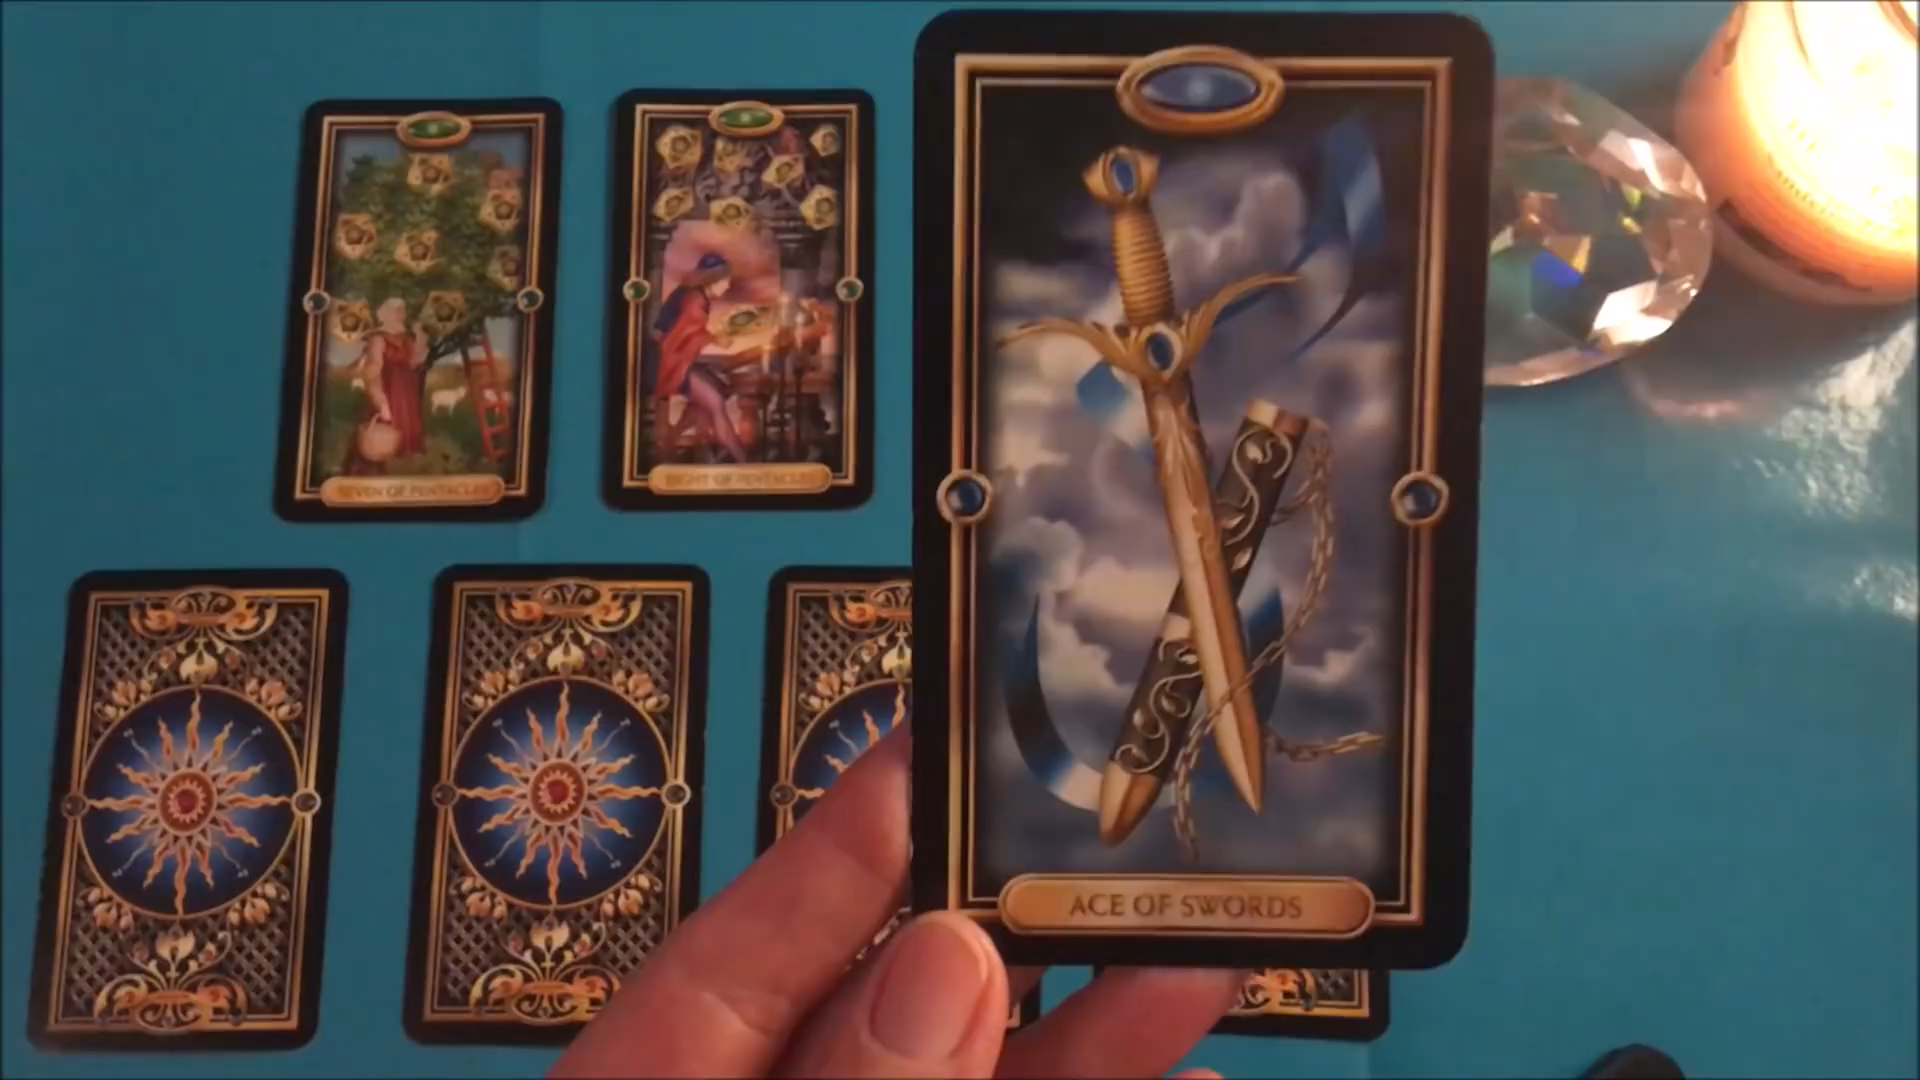 SEVEN OF PENTACLES
EIGHT OF PENTACLES
ACE OF SWORDS